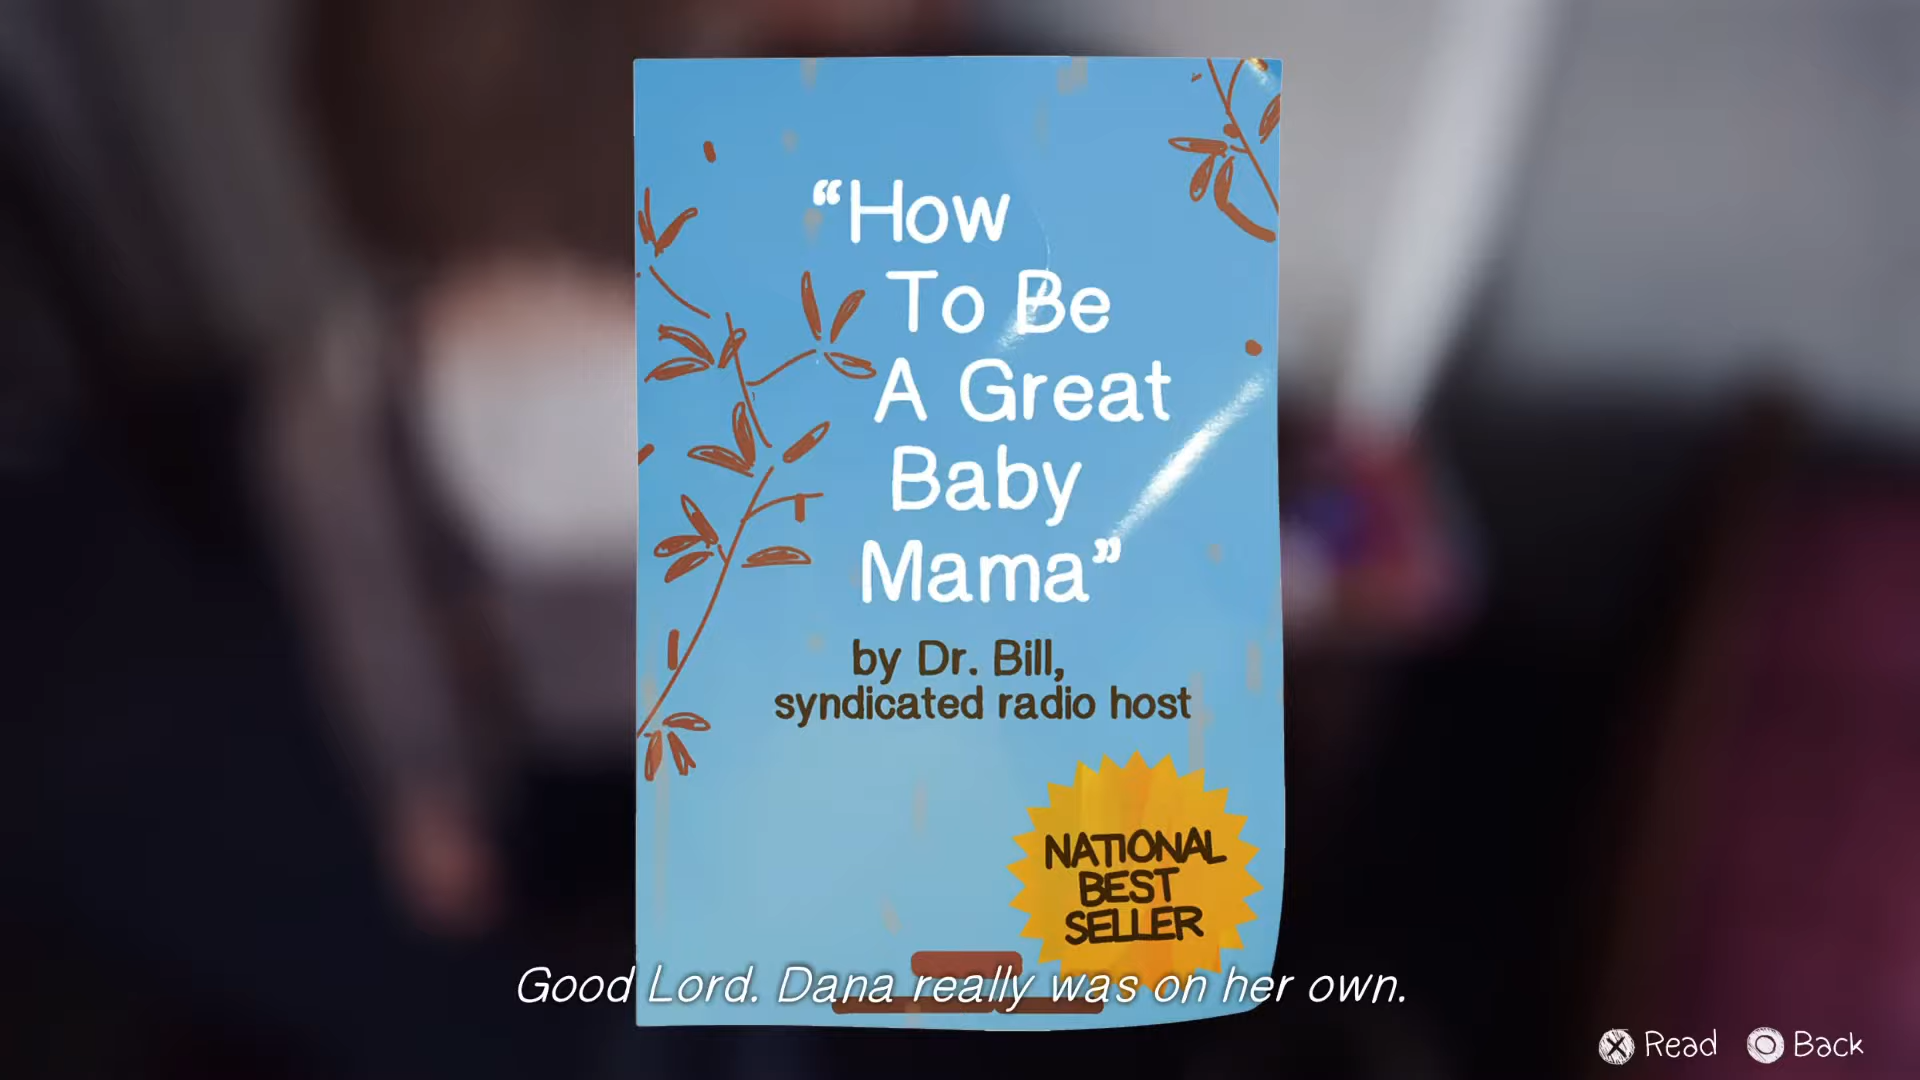 “How
To Be
A Great
Baby
Mama”
by Dr. Bill,
syndicated radio host
NATIONAL
BEST
SELLER
Good Lord. Dana really was on her own.
Read
Back